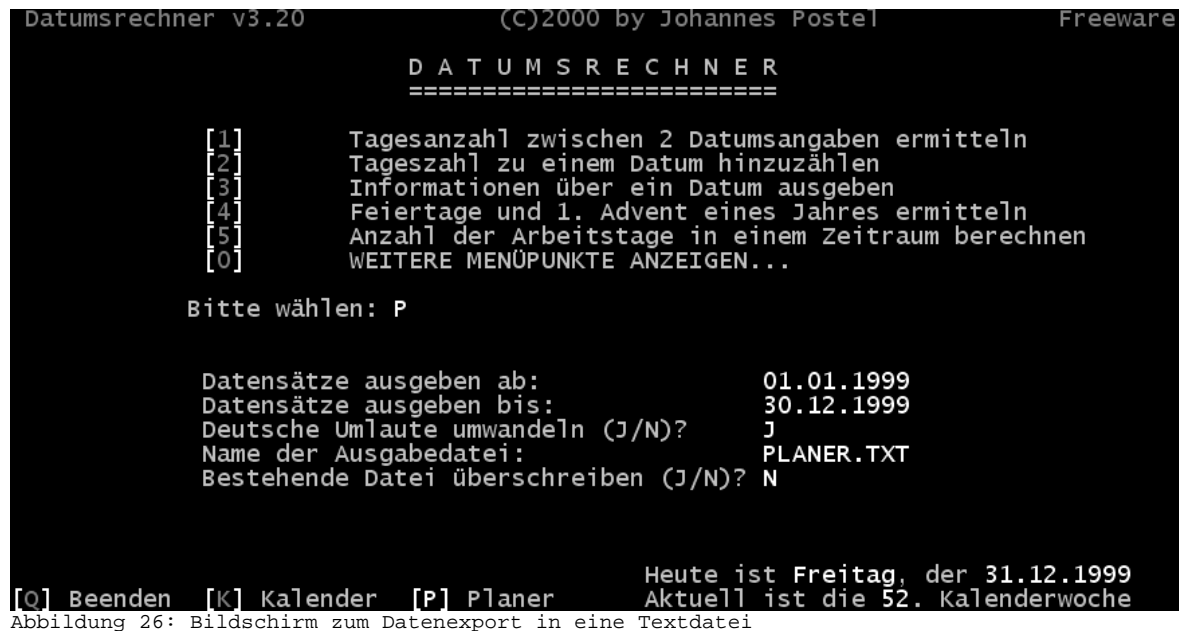 Datumsrechner v3.20 (C)2000 by Johannes Postel Freeware
D A T U M S R E C H N E R
=========================
[1] Tagesanzahl zwischen 2 Datumsangaben ermitteln
[2] Tageszahl zu einem Datum hinzuzählen
[3] Informationen über ein Datum ausgeben
[4] Feiertage und 1. Advent eines Jahres ermitteln
[5] Anzahl der Arbeitstage in einem Zeitraum berechnen
[0] WEITERE MENÜPUNKTE ANZEIGEN...
Bitte wählen: P
Datensätze ausgeben ab: 01.01.1999
Datensätze ausgeben bis: 30.12.1999
Deutsche Umlaute umwandeln (J/N)? J
Name der Ausgabedatei: PLANER.TXT
Bestehende Datei überschreiben (J/N)? N
Heute ist Freitag, der 31.12.1999
[Q] Beenden [K] Kalender [P] Planer Aktuell ist die 52. Kalenderwoche
Abbildung 26: Bildschirm zum Datenexport in eine Textdatei